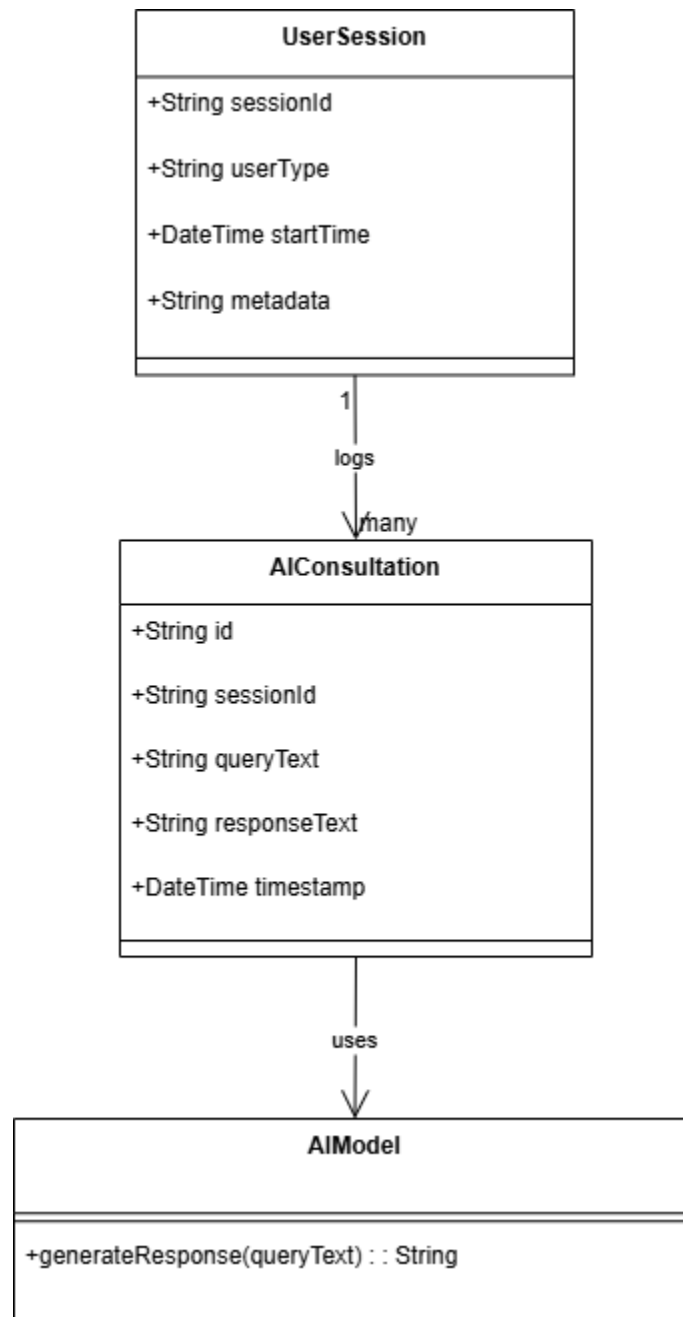 UserSession
+String sessionId
+String userType
+DateTime startTime
+String metadata
1
logs
many
AIConsultation
+String id
+String sessionId
+String queryText
+String responseText
+DateTime timestamp
uses
AIModel
+generateResponse(queryText) : : String